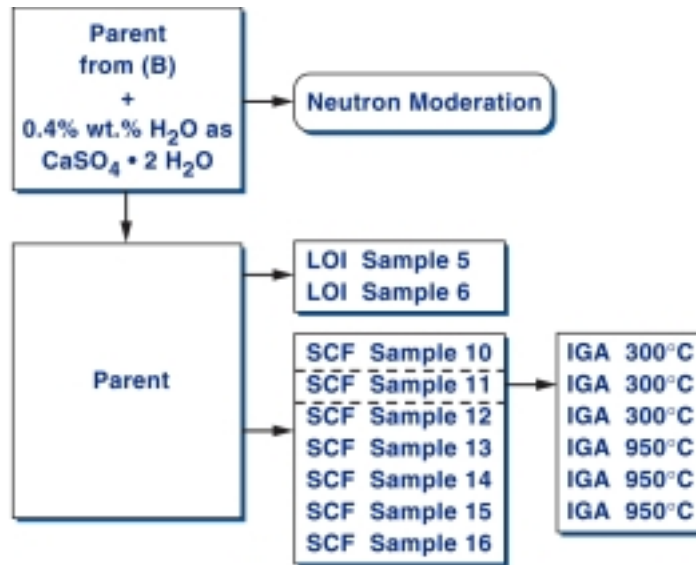 Parent
from (B)
+
0.4% wt.% H₂O as
CaSO₄ • 2 H₂O
Neutron Moderation
Parent
LOI Sample 5
LOI Sample 6
SCF Sample 10
SCF Sample 11
SCF Sample 12
SCF Sample 13
SCF Sample 14
SCF Sample 15
SCF Sample 16
IGA 300°C
IGA 300°C
IGA 300°C
IGA 950°C
IGA 950°C
IGA 950°C